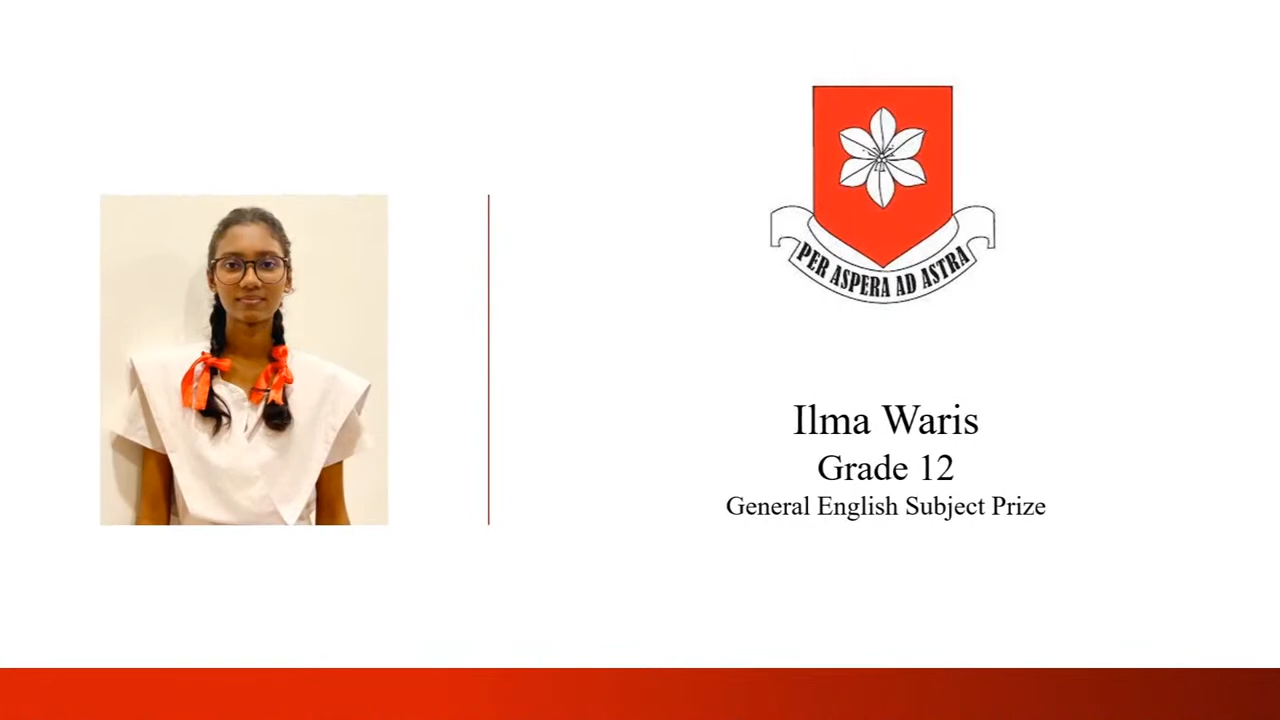 PER ASPERA AD ASTRA
Ilma Waris
Grade 12
General English Subject Prize